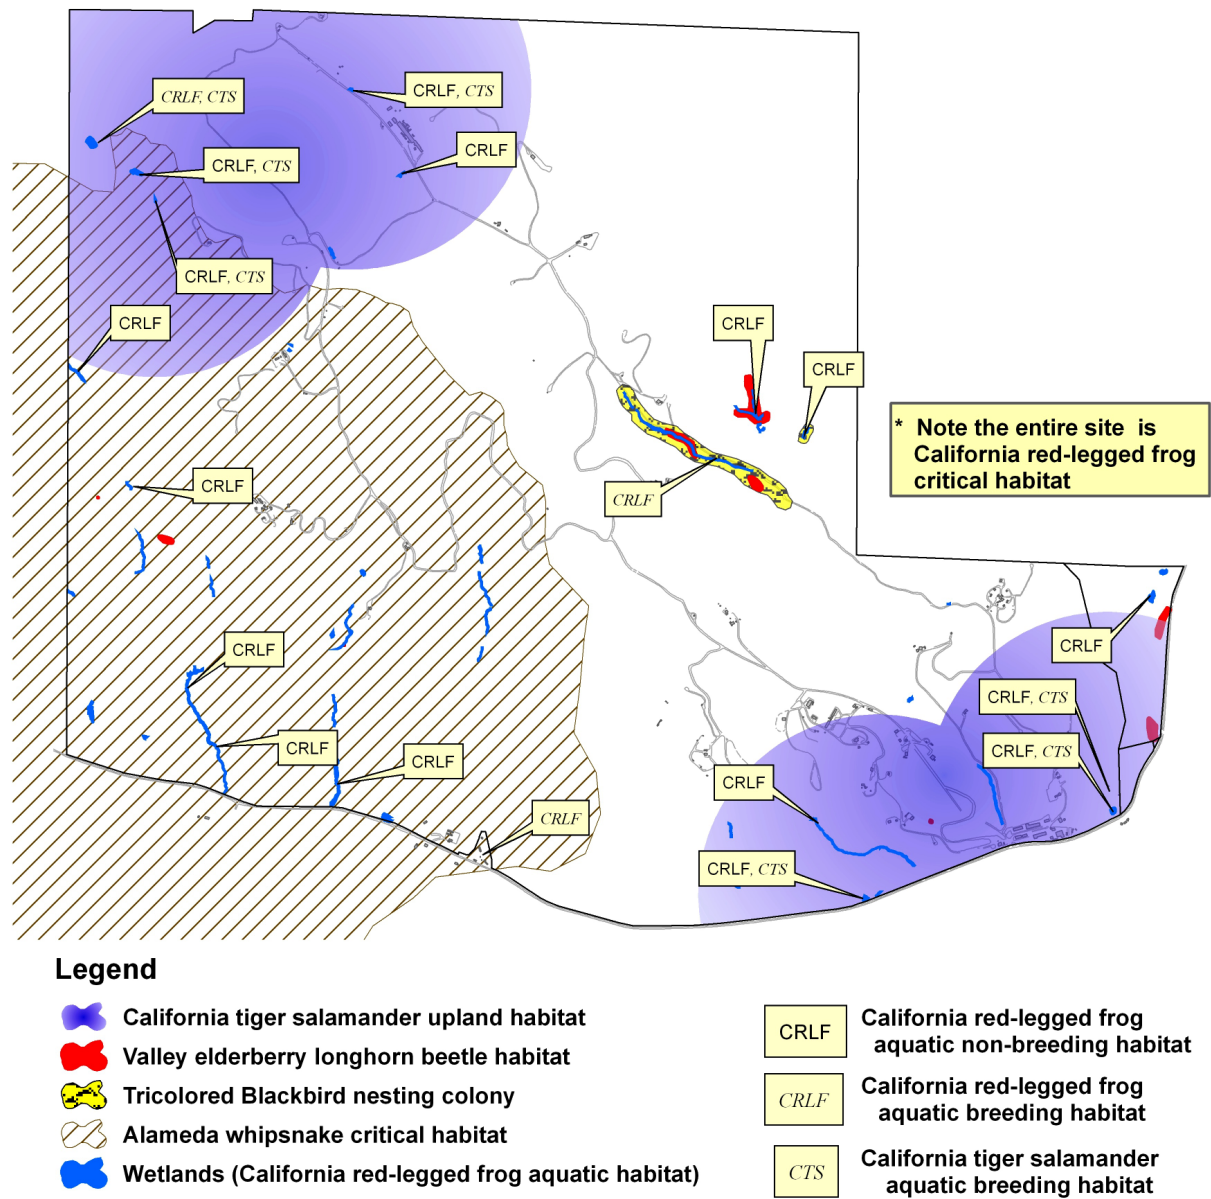 CRLF, CTS
CRLF, CTS
CRLF
CRLF, CTS
CRLF, CTS
CRLF
CRLF
CRLF
* Note the entire site is
California red-legged frog
critical habitat
CRLF
CRLF
CRLF
CRLF
CRLF, CTS
CRLF
CRLF, CTS
CRLF
CRLF
CRLF
CRLF, CTS
Legend
California tiger salamander upland habitat
Valley elderberry longhorn beetle habitat
Tricolored Blackbird nesting colony
Alameda whipsnake critical habitat
Wetlands (California red-legged frog aquatic habitat)
CRLF
California red-legged frog
aquatic non-breeding habitat
CRLF
California red-legged frog
aquatic breeding habitat
CTS
California tiger salamander
aquatic breeding habitat